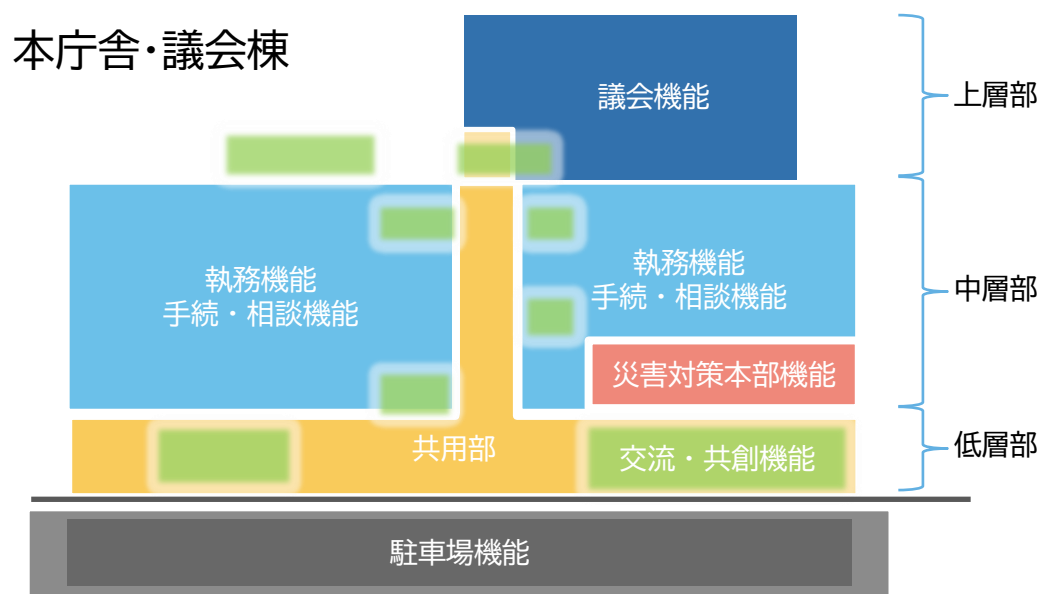 本庁舎・議会棟
議会機能
上層部
執務機能
手続・相談機能
執務機能
手続・相談機能
中層部
災害対策本部機能
共用部
交流・共創機能
低層部
駐車場機能